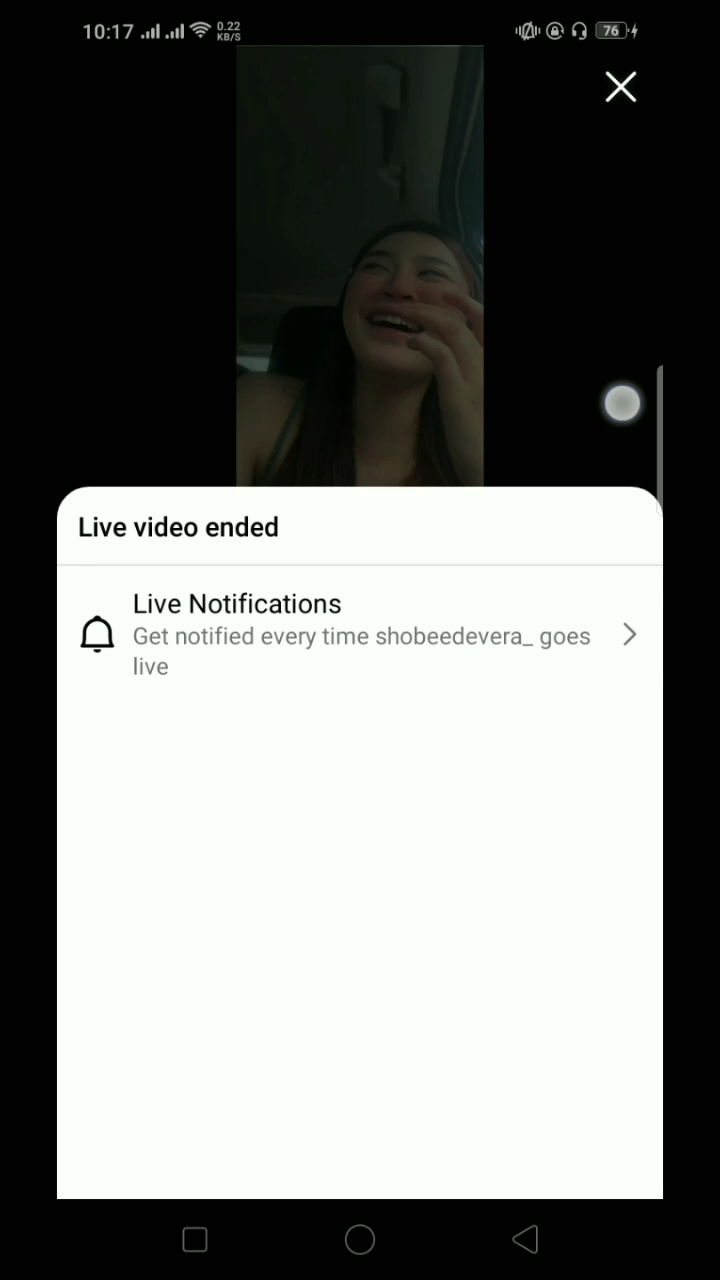 10:17 0.22 KB/S 76
Live video ended
Live Notifications
Get notified every time shobeedevera_ goes
live